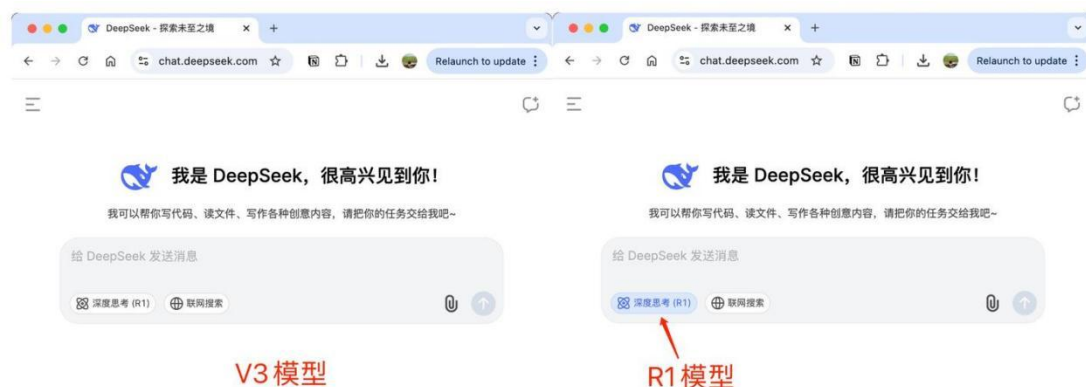 DeepSeek - 探索未至之境
chat.deepseek.com
Relaunch to update
我是 DeepSeek，很高兴见到你！
我可以帮你写代码、读文件、写作各种创意内容，请把你的任务交给我吧~
给 DeepSeek 发送消息
深度思考 (R1)
联网搜索
V3模型
DeepSeek - 探索未至之境
chat.deepseek.com
Relaunch to update
我是 DeepSeek，很高兴见到你！
我可以帮你写代码、读文件、写作各种创意内容，请把你的任务交给我吧~
给 DeepSeek 发送消息
深度思考 (R1)
联网搜索
R1模型